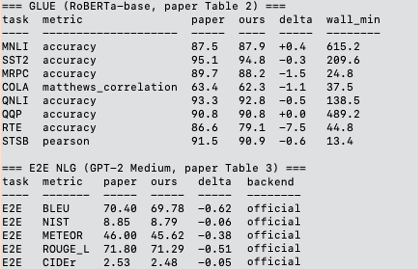 === GLUE (RoBERTa-base, paper Table 2) ===
task metric paper ours delta wall_min
---- -------------------- ----- ---- ----- --------
MNLI accuracy 87.5 87.9 +0.4 615.2
SST2 accuracy 95.1 94.8 -0.3 209.6
MRPC accuracy 89.7 88.2 -1.5 24.8
COLA matthews_correlation 63.4 62.3 -1.1 37.5
QNLI accuracy 93.3 92.8 -0.5 138.5
QQP accuracy 90.8 90.8 +0.0 489.2
RTE accuracy 86.6 79.1 -7.5 44.8
STSB pearson 91.5 90.9 -0.6 13.4
=== E2E NLG (GPT-2 Medium, paper Table 3) ===
task metric paper ours delta backend
---- ------- ----- ----- ----- --------
E2E BLEU 70.40 69.78 -0.62 official
E2E NIST 8.85 8.79 -0.06 official
E2E METEOR 46.00 45.62 -0.38 official
E2E ROUGE_L 71.80 71.29 -0.51 official
E2E CIDEr 2.53 2.48 -0.05 official